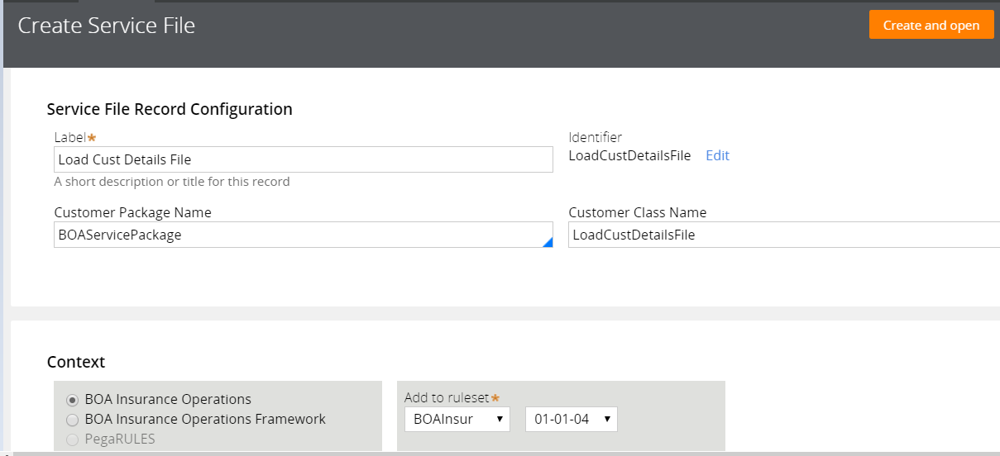 Create Service File
Create and open
Service File Record Configuration
Label*
Identifier
Load Cust Details File
LoadCustDetailsFile Edit
A short description or title for this record
Customer Package Name
Customer Class Name
BOAServicePackage
LoadCustDetailsFile
Context
BOA Insurance Operations
Add to ruleset*
BOA Insurance Operations Framework
BOAInsur 01-01-04
PegaRULES